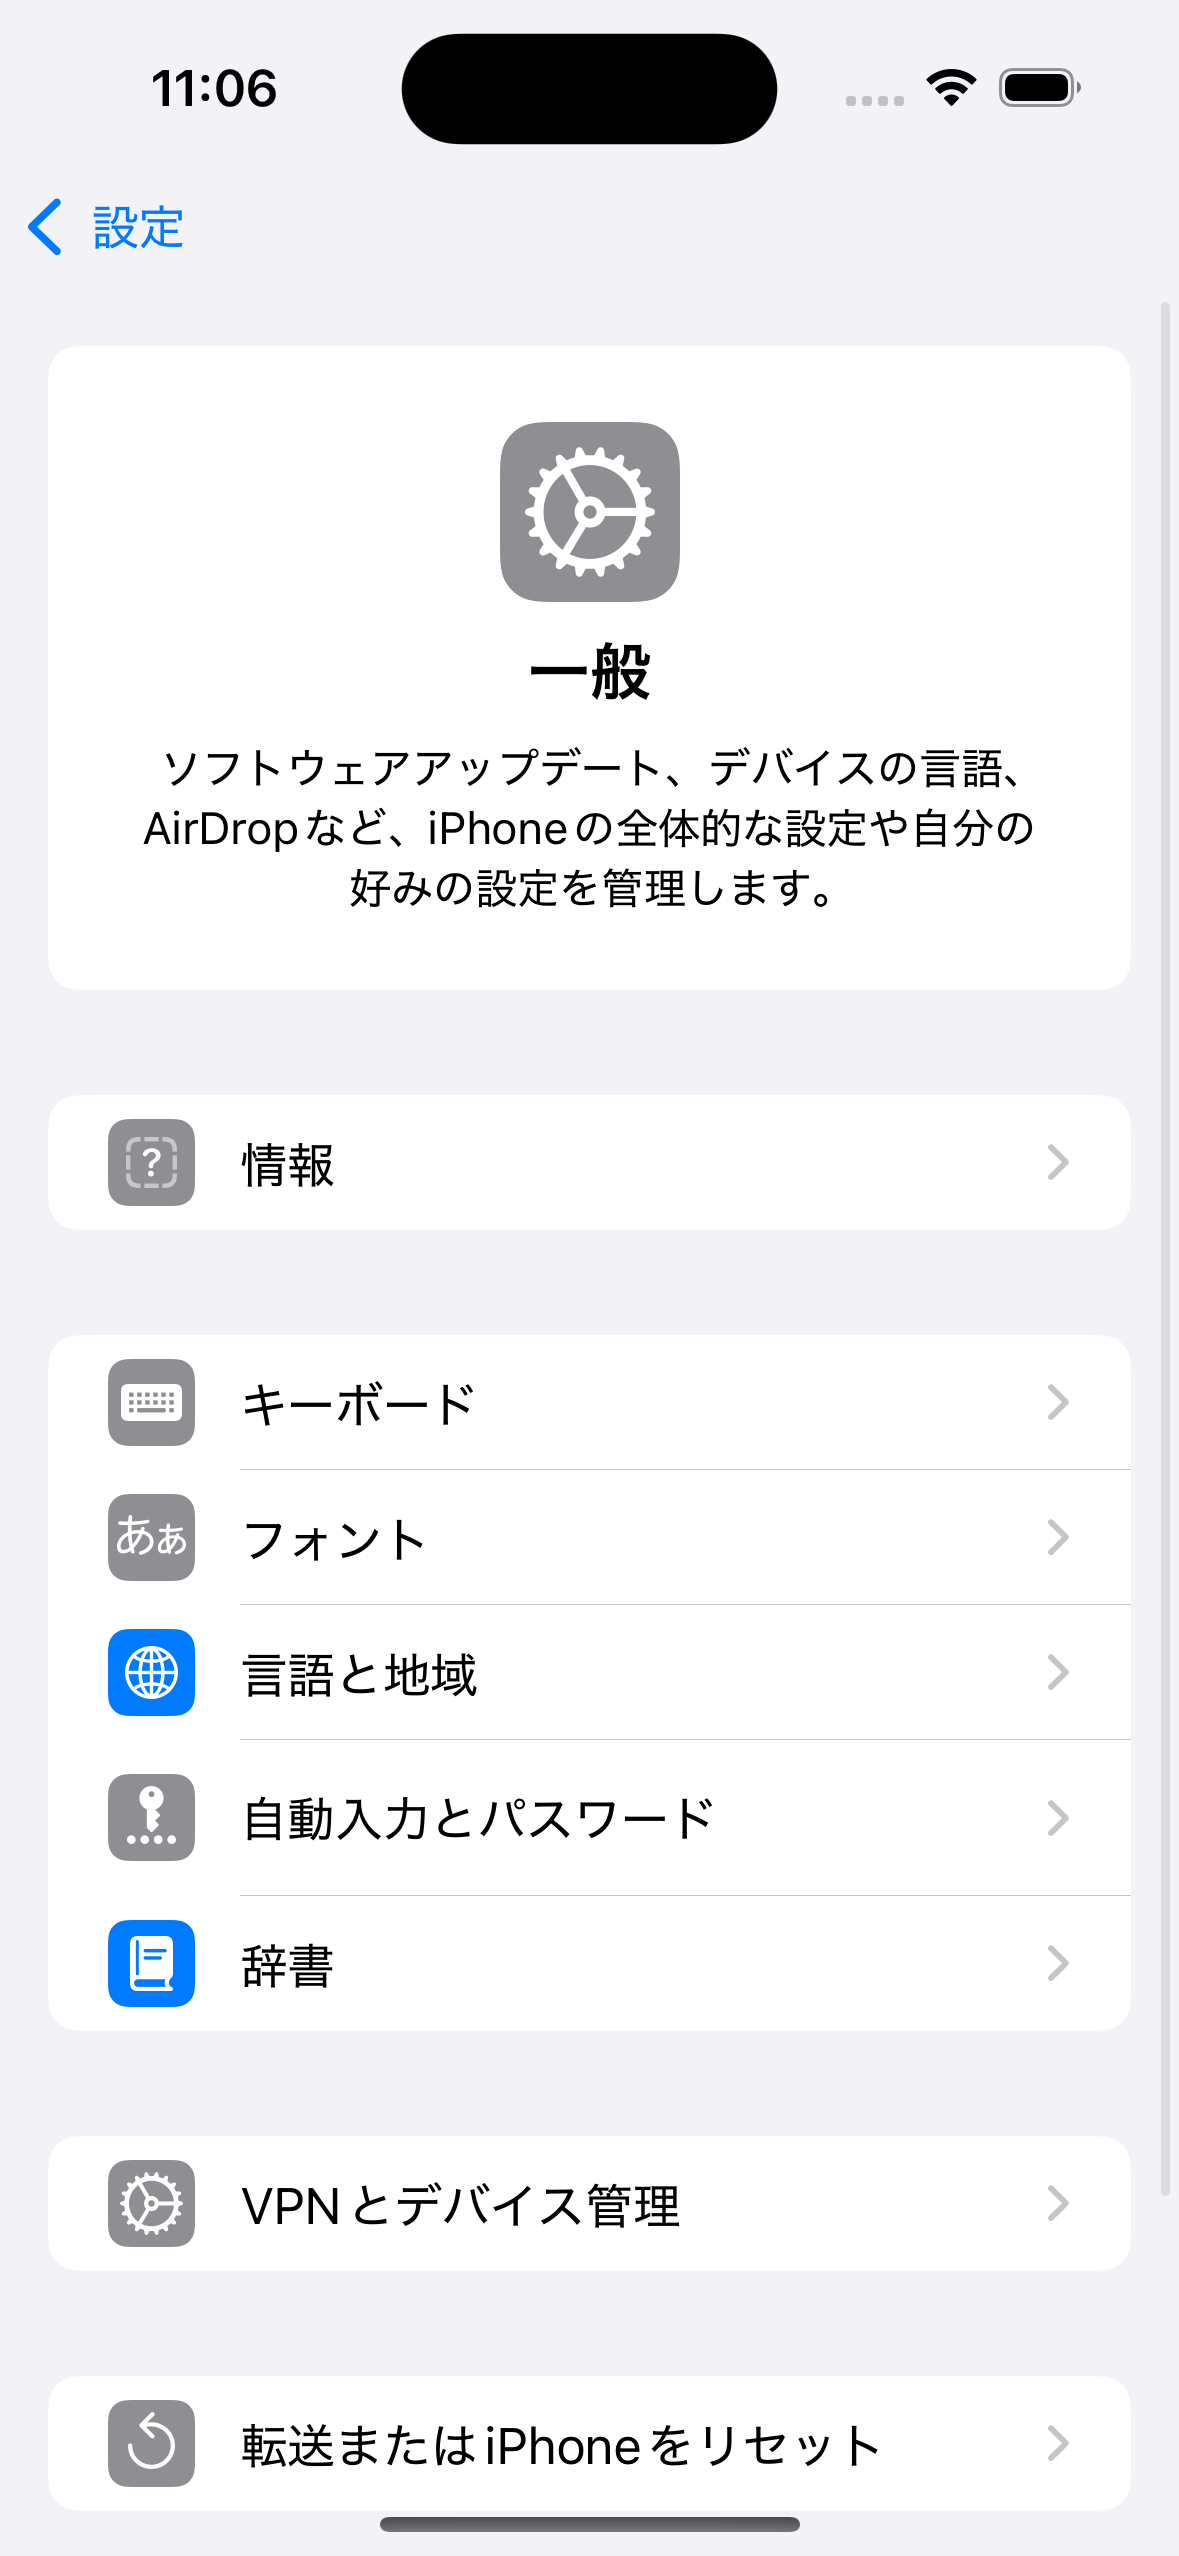 11:06
設定
一般
ソフトウェアアップデート、デバイスの言語、
AirDropなど、iPhoneの全体的な設定や自分の
好みの設定を管理します。
?
情報
キーボード
あぁ
フォント
言語と地域
自動入力とパスワード
辞書
VPNとデバイス管理
転送またはiPhoneをリセット